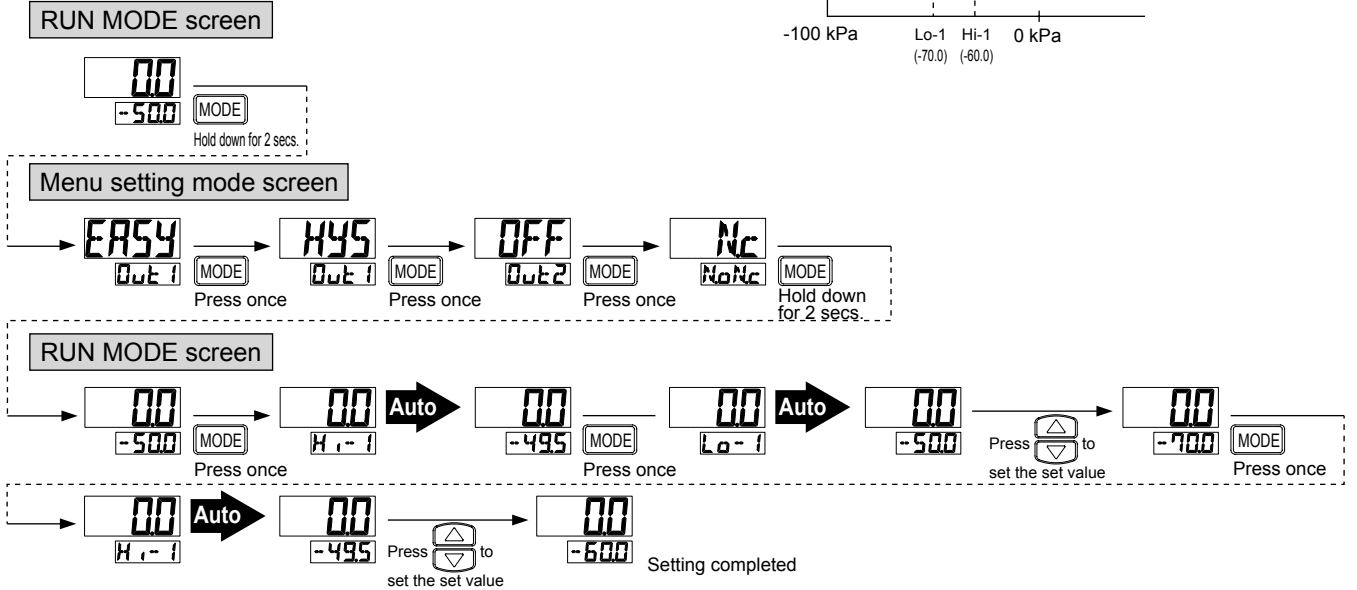 RUN MODE screen
-100 kPa Lo-1 Hi-1 0 kPa
(-70.0) (-60.0)
0.0
-50.0 MODE
Hold down for 2 secs.
Menu setting mode screen
EASY HYS OFF N.c
Out1 MODE Out1 MODE Out2 MODE N.oN.c MODE
Press once Press once Press once Hold down
for 2 secs.
RUN MODE screen
0.0 0.0 Auto 0.0 0.0 Auto 0.0 0.0
-50.0 MODE Hi-1 -49.5 MODE Lo-1 -50.0 Press to -70.0 MODE
Press once Press once set the set value Press once
0.0 Auto 0.0 0.0
Hi-1 -49.5 Press to -60.0 Setting completed
set the set value